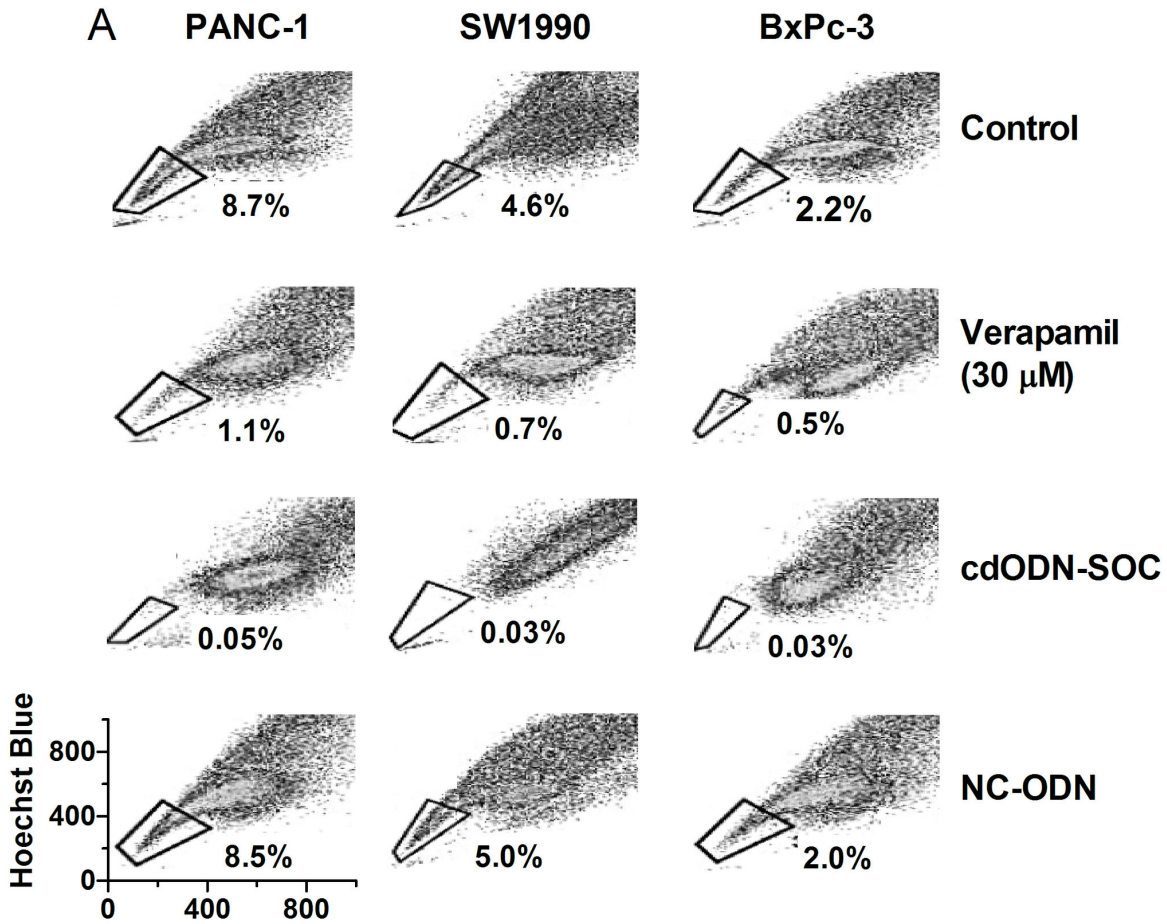 A
PANC-1 SW1990 BxPc-3
8.7% 4.6% 2.2% Control
1.1% 0.7% 0.5% Verapamil
(30 μM)
0.05% 0.03% 0.03% cdODN-SOC
8.5% 5.0% 2.0% NC-ODN
Hoechst Blue
800
400
0
0 400 800